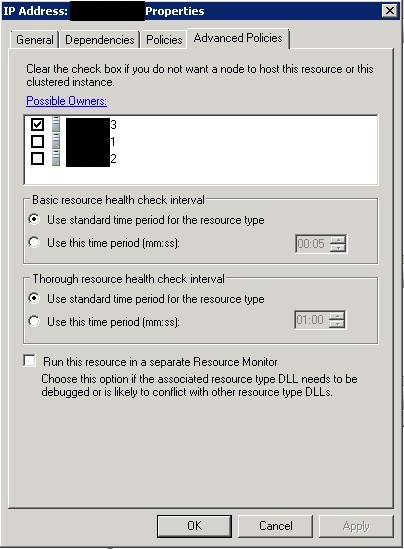 IP Address: Properties
General Dependencies Policies Advanced Policies
Clear the check box if you do not want a node to host this resource or this
clustered instance.
Possible Owners:
3
1
2
Basic resource health check interval
Use standard time period for the resource type
Use this time period (mm:ss): 00:05
Thorough resource health check interval
Use standard time period for the resource type
Use this time period (mm:ss): 01:00
Run this resource in a separate Resource Monitor
Choose this option if the associated resource type DLL needs to be
debugged or is likely to conflict with other resource type DLLs.
OK Cancel Apply